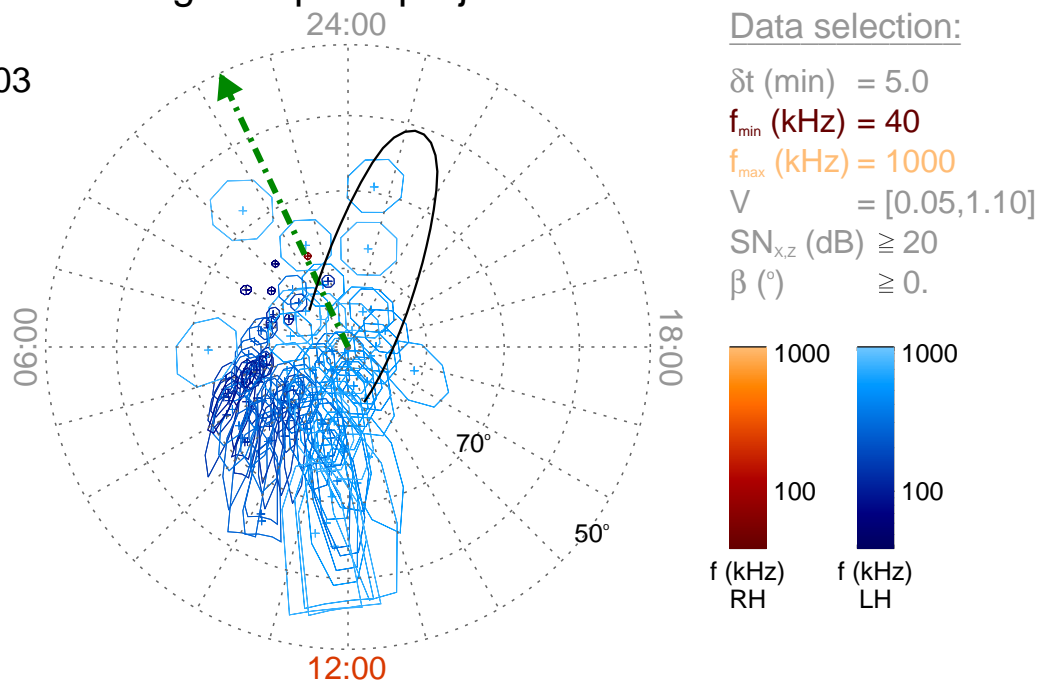 24:00
03
06:00
18:00
70°
50°
12:00
Data selection:
δt (min) = 5.0
fmin (kHz) = 40
fmax (kHz) = 1000
V = [0.05,1.10]
SNX,Z (dB) ≧ 20
β (°) ≧ 0.
1000 1000
100 100
f (kHz) f (kHz)
RH LH